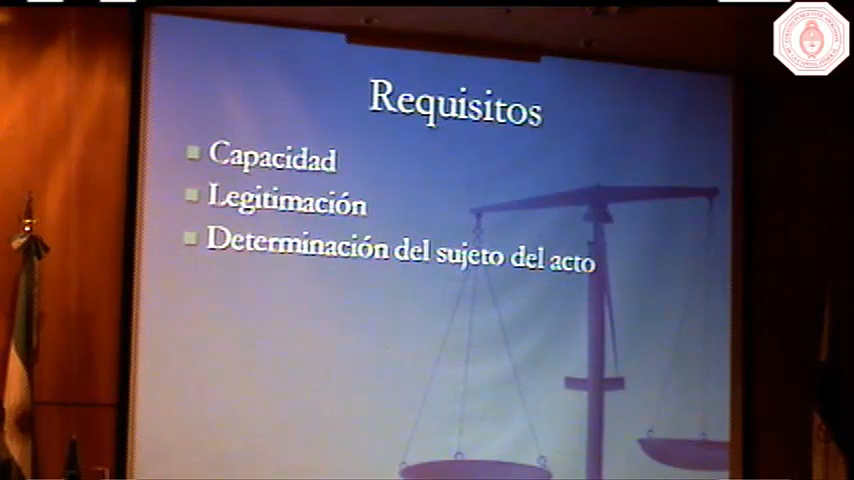 Requisitos
Capacidad
Legitimación
Determinación del sujeto del acto